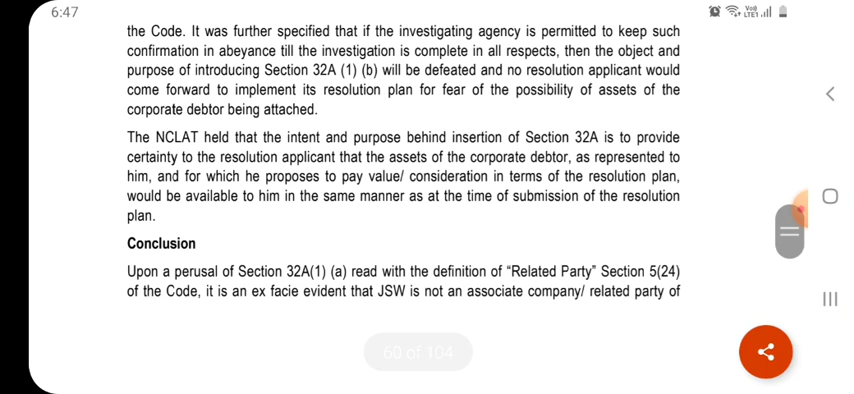 6:47
Vo))
LTE1
the Code. It was further specified that if the investigating agency is permitted to keep such
confirmation in abeyance till the investigation is complete in all respects, then the object and
purpose of introducing Section 32A (1) (b) will be defeated and no resolution applicant would
come forward to implement its resolution plan for fear of the possibility of assets of the
corporate debtor being attached.
The NCLAT held that the intent and purpose behind insertion of Section 32A is to provide
certainty to the resolution applicant that the assets of the corporate debtor, as represented to
him, and for which he proposes to pay value/ consideration in terms of the resolution plan,
would be available to him in the same manner as at the time of submission of the resolution
plan.
Conclusion
Upon a perusal of Section 32A(1) (a) read with the definition of “Related Party” Section 5(24)
of the Code, it is an ex facie evident that JSW is not an associate company/ related party of
60 of 104